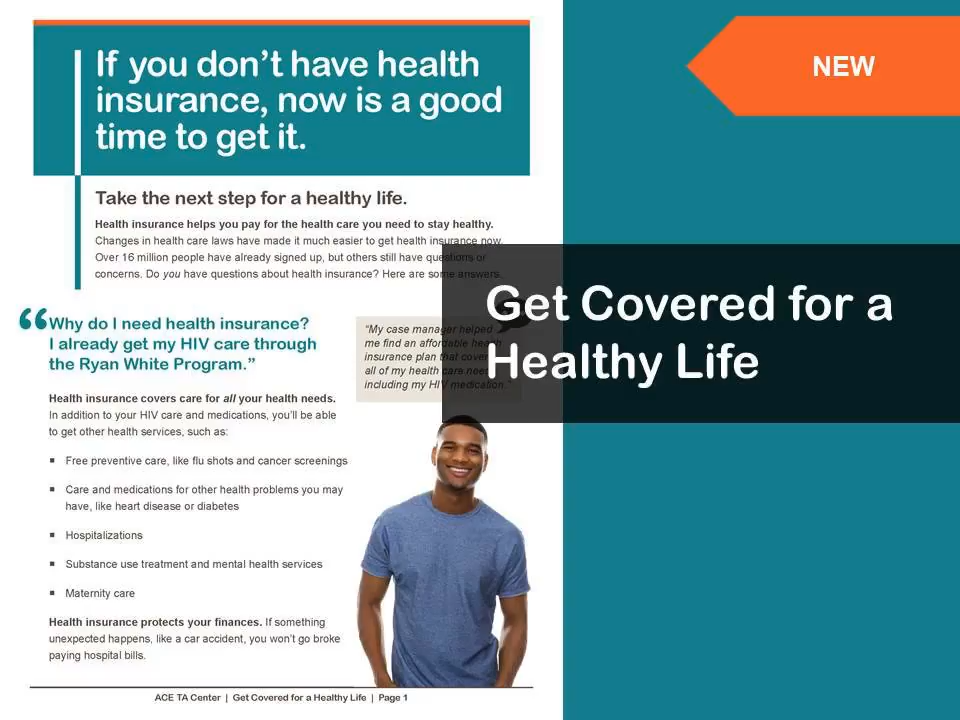 If you don't have health
insurance, now is a good
time to get it.
Take the next step for a healthy life.
Health insurance helps you pay for the health care you need to stay healthy.
Changes in health care laws have made it much easier to get health insurance now.
Over 16 million people have already signed up, but others still have questions or
concerns. Do you have questions about health insurance? Here are some answers.
“Why do I need health insurance?
I already get my HIV care through
the Ryan White Program.”
Health insurance covers care for all your health needs.
In addition to your HIV care and medications, you'll be able
to get other health services, such as:
▪ Free preventive care, like flu shots and cancer screenings
▪ Care and medications for other health problems you may
have, like heart disease or diabetes
▪ Hospitalizations
▪ Substance use treatment and mental health services
▪ Maternity care
Health insurance protects your finances. If something
unexpected happens, like a car accident, you won't go broke
paying hospital bills.
“My case manager helped
me find an affordable health
insurance plan that covers
all of my health care needs,
including my HIV medication.”
ACE TA Center | Get Covered for a Healthy Life | Page 1
NEW
Get Covered for a
Healthy Life